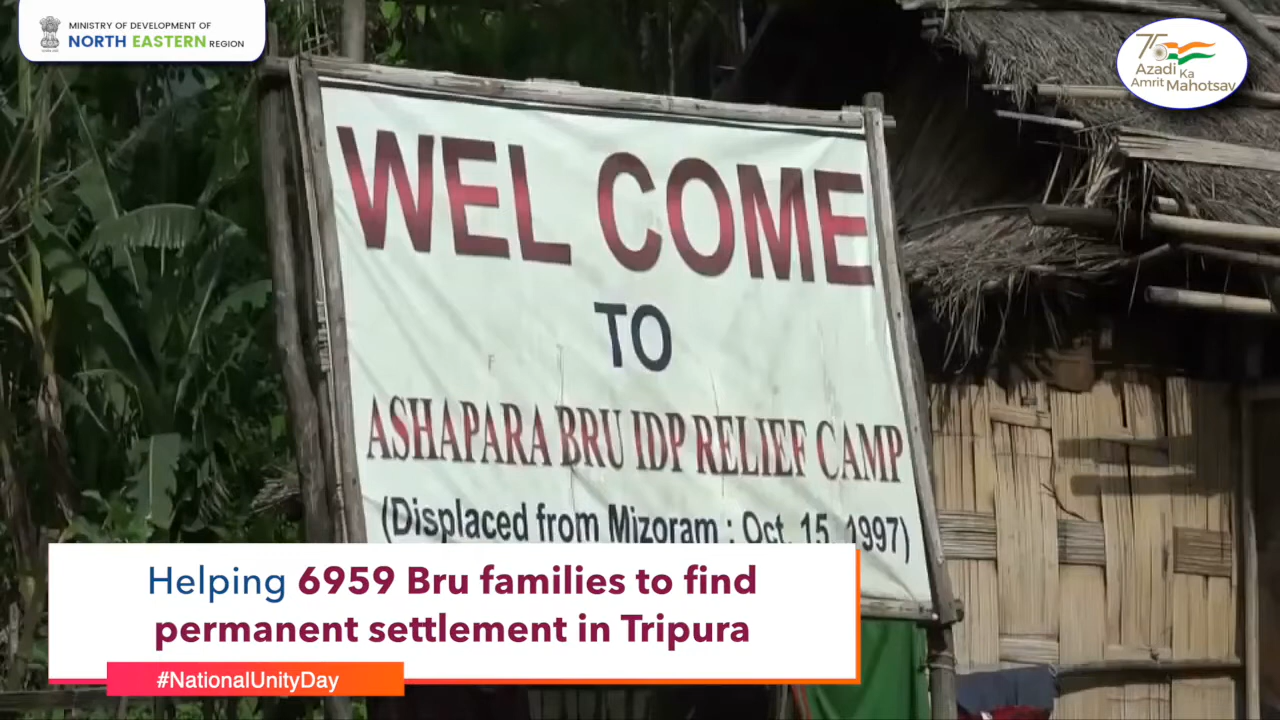 MINISTRY OF DEVELOPMENT OF
NORTH EASTERN REGION
75
Azadi Ka
Amrit Mahotsav
WEL COME
TO
ASHAPARA BRU IDP RELIEF CAMP
(Displaced from Mizoram : Oct. 15, 1997)
Helping 6959 Bru families to find
permanent settlement in Tripura
#NationalUnityDay